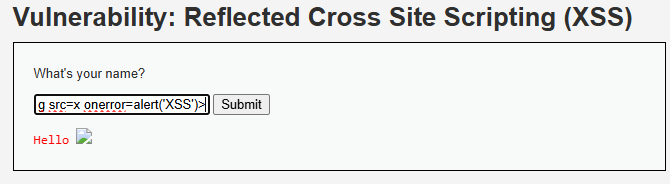 Vulnerability: Reflected Cross Site Scripting (XSS)
What's your name?
g src=x onerror=alert('XSS')> Submit
Hello